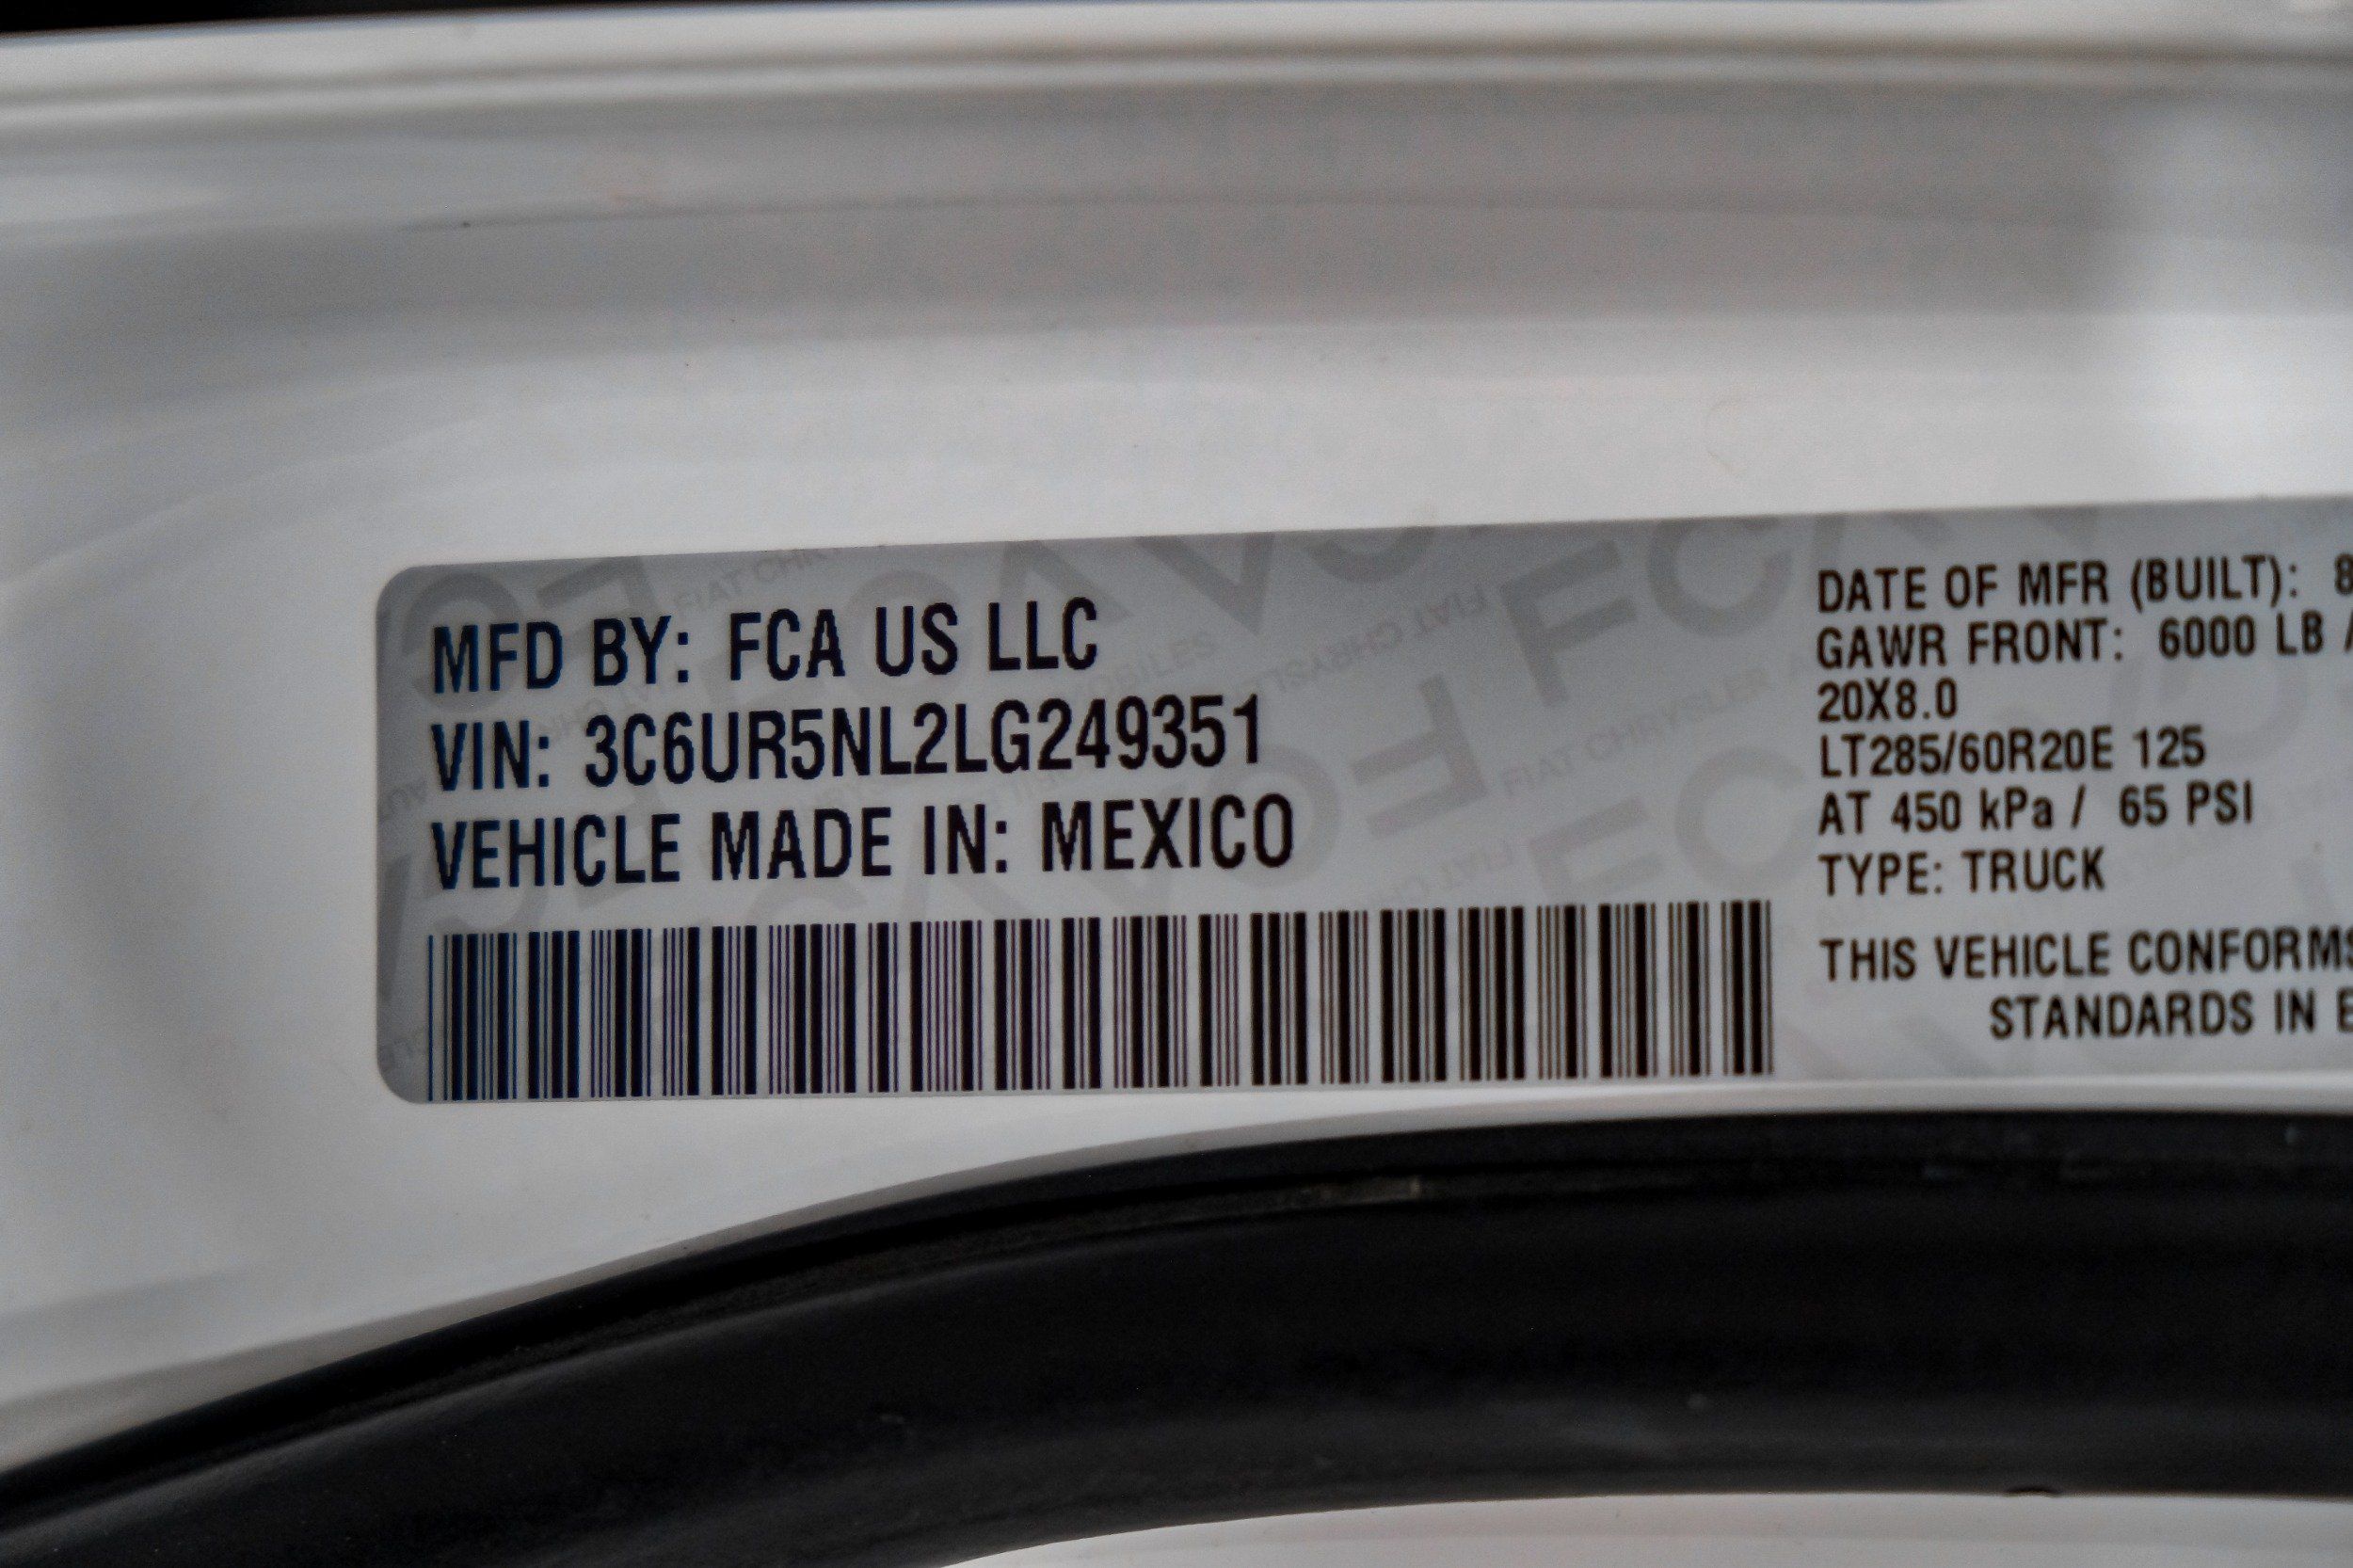 MFD BY: FCA US LLC
VIN: 3C6UR5NL2LG249351
VEHICLE MADE IN: MEXICO
DATE OF MFR (BUILT): 8
GAWR FRONT: 6000 LB /
20X8.0
LT285/60R20E 125
AT 450 kPa / 65 PSI
TYPE: TRUCK
THIS VEHICLE CONFORMS
STANDARDS IN E